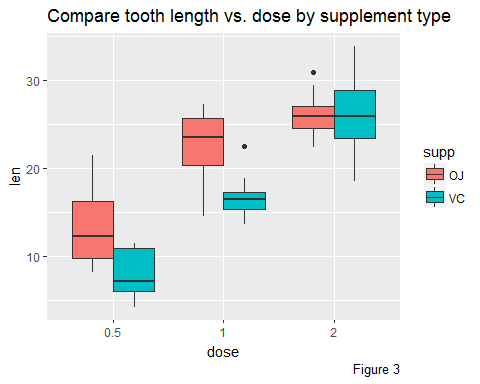 Compare tooth length vs. dose by supplement type
30
20
10
len
0.5 1 2
dose
supp
OJ
VC
Figure 3